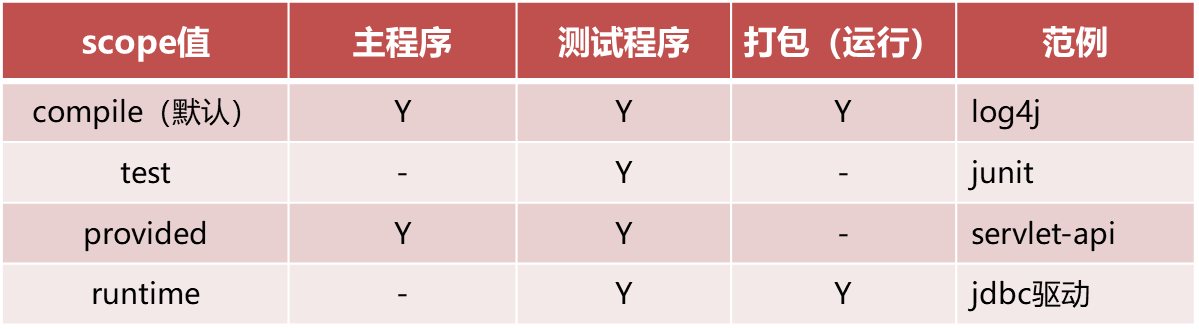 scope值 主程序 测试程序 打包（运行） 范例
compile（默认） Y Y Y log4j
test - Y - junit
provided Y Y - servlet-api
runtime - Y Y jdbc驱动